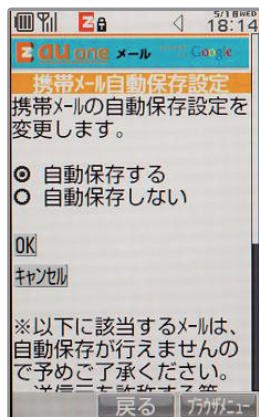 5/18 WED
18:14
au one メール Google
携帯メール自動保存設定
携帯メールの自動保存設定を
変更します。
自動保存する
自動保存しない
OK
キャンセル
※以下に該当するメールは、
自動保存が行えませんの
で予めご了承ください。
戻る ブラウザメニュー